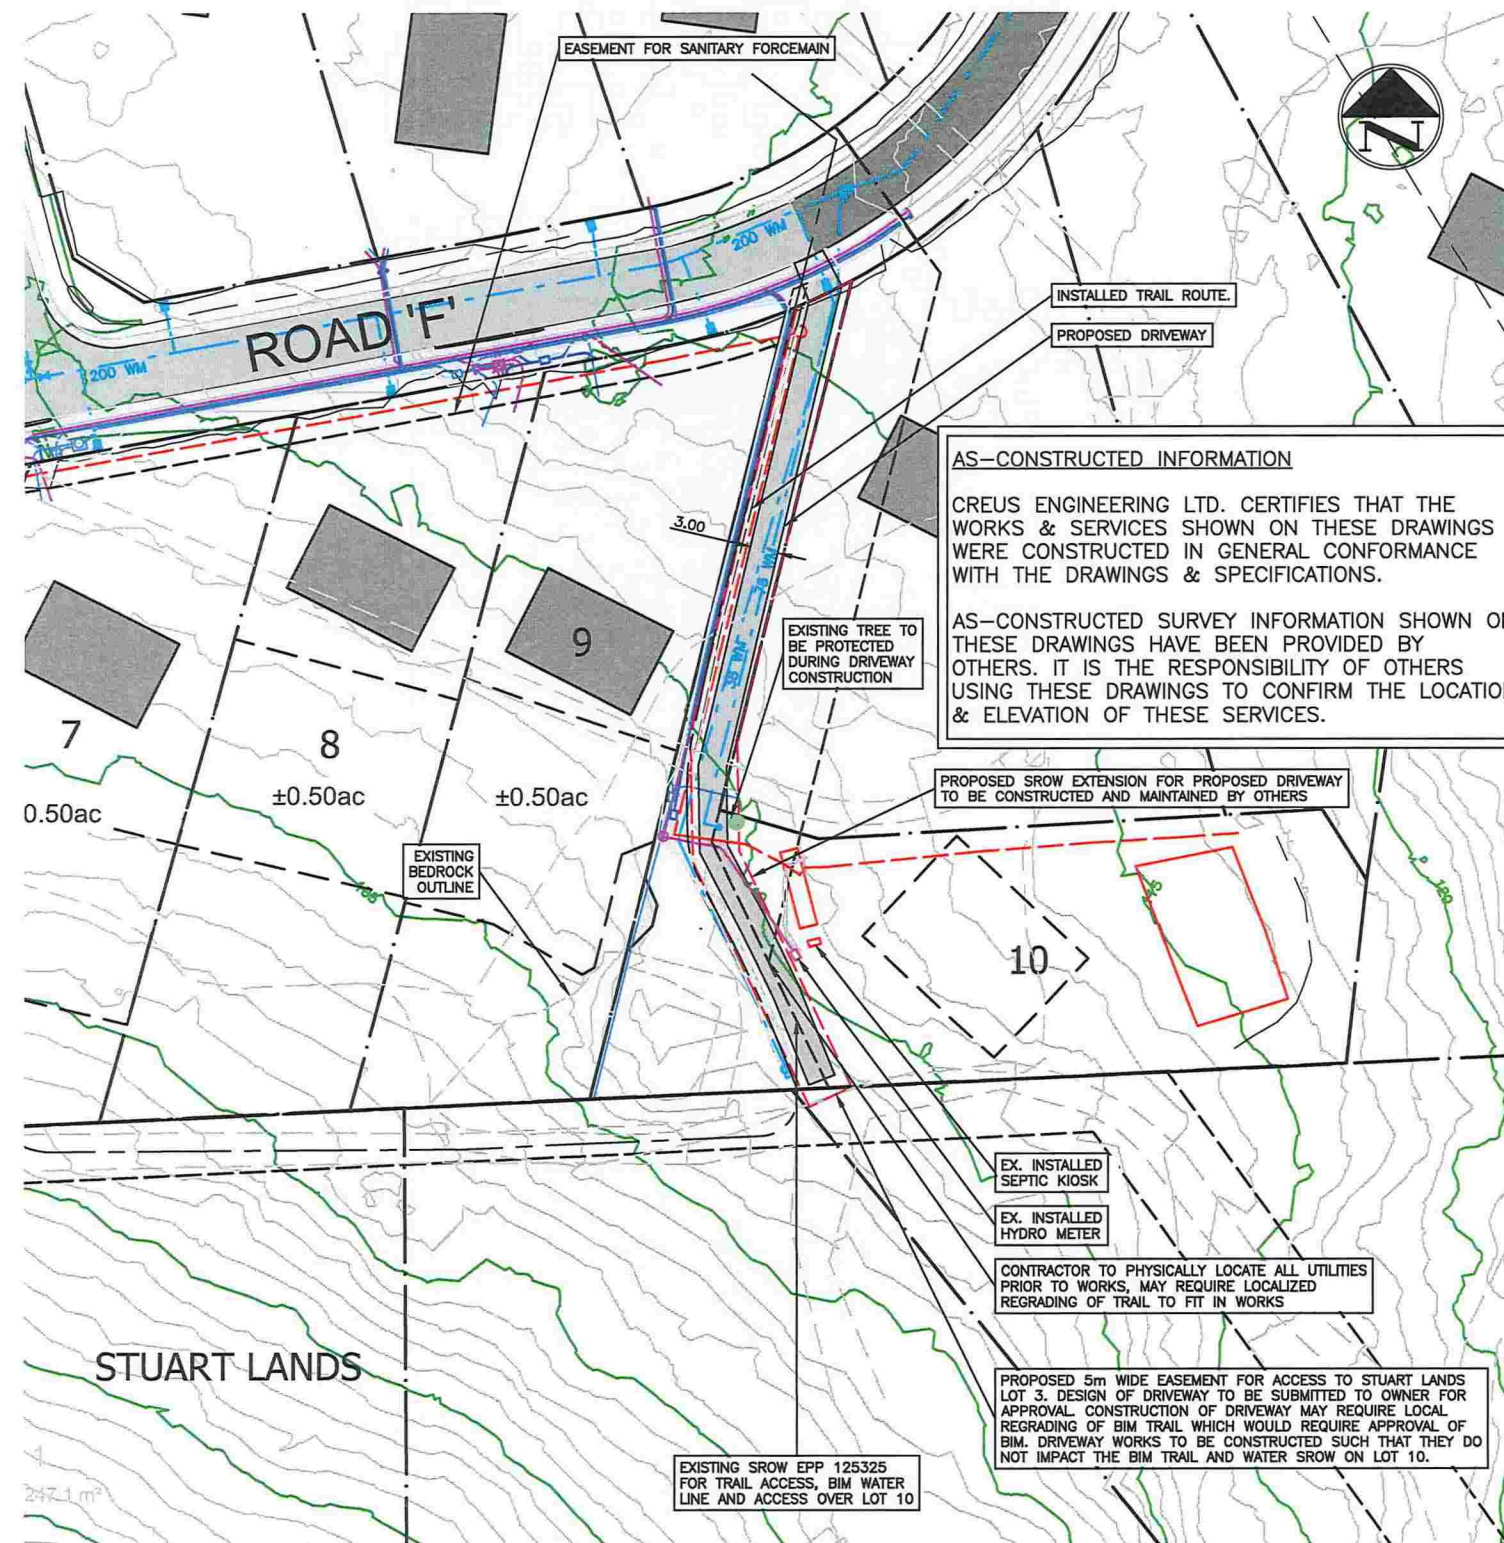 EASEMENT FOR SANITARY FORCEMAIN
N
200 WM
ROAD 'F'
200 WM
INSTALLED TRAIL ROUTE.
PROPOSED DRIVEWAY
AS-CONSTRUCTED INFORMATION
CREUS ENGINEERING LTD. CERTIFIES THAT THE
WORKS & SERVICES SHOWN ON THESE DRAWINGS
WERE CONSTRUCTED IN GENERAL CONFORMANCE
WITH THE DRAWINGS & SPECIFICATIONS.
AS-CONSTRUCTED SURVEY INFORMATION SHOWN
THESE DRAWINGS HAVE BEEN PROVIDED BY
OTHERS. IT IS THE RESPONSIBILITY OF OTHERS
USING THESE DRAWINGS TO CONFIRM THE LOCATIO
& ELEVATION OF THESE SERVICES.
3.00
75 WM
EXISTING TREE TO
BE PROTECTED
DURING DRIVEWAY
CONSTRUCTION
9
7
8
0.50ac
±0.50ac
±0.50ac
PROPOSED SROW EXTENSION FOR PROPOSED DRIVEWAY
TO BE CONSTRUCTED AND MAINTAINED BY OTHERS
EXISTING
BEDROCK
OUTLINE
10
EX. INSTALLED
SEPTIC KIOSK
EX. INSTALLED
HYDRO METER
CONTRACTOR TO PHYSICALLY LOCATE ALL UTILITIES
PRIOR TO WORKS, MAY REQUIRE LOCALIZED
REGRADING OF TRAIL TO FIT IN WORKS
STUART LANDS
PROPOSED 5m WIDE EASEMENT FOR ACCESS TO STUART LANDS
LOT 3. DESIGN OF DRIVEWAY TO BE SUBMITTED TO OWNER FOR
APPROVAL. CONSTRUCTION OF DRIVEWAY MAY REQUIRE LOCAL
REGRADING OF BIM TRAIL WHICH WOULD REQUIRE APPROVAL OF
BIM. DRIVEWAY WORKS TO BE CONSTRUCTED SUCH THAT THEY DO
NOT IMPACT THE BIM TRAIL AND WATER SROW ON LOT 10.
EXISTING SROW EPP 125325
FOR TRAIL ACCESS, BIM WATER
LINE AND ACCESS OVER LOT 10
247.1 m²